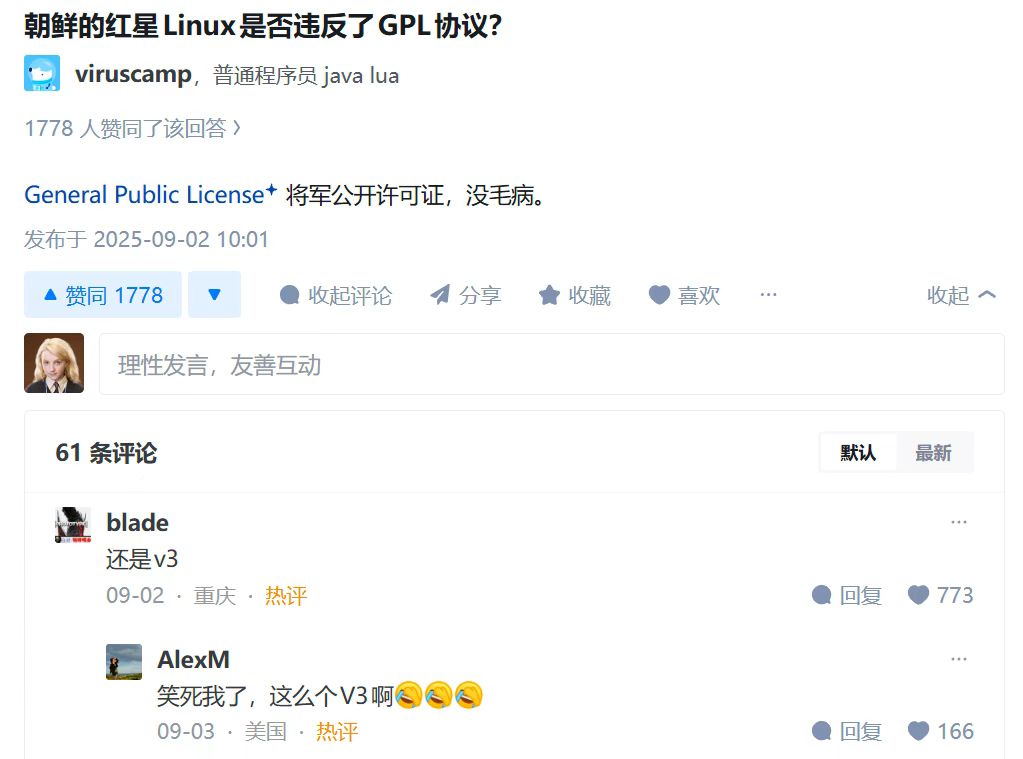 朝鲜的红星Linux是否违反了GPL协议?
viruscamp, 普通程序员 java lua
1778 人赞同了该回答 >
General Public License✦ 将军公开许可证，没毛病。
发布于 2025-09-02 10:01
▲ 赞同 1778 ▼ 收起评论 分享 收藏 喜欢 ··· 收起
理性发言，友善互动
61 条评论 默认 最新
blade ···
还是v3
09-02 · 重庆 · 热评 回复 773
AlexM ···
笑死我了，这么个V3啊🤣🤣🤣
09-03 · 美国 · 热评 回复 166